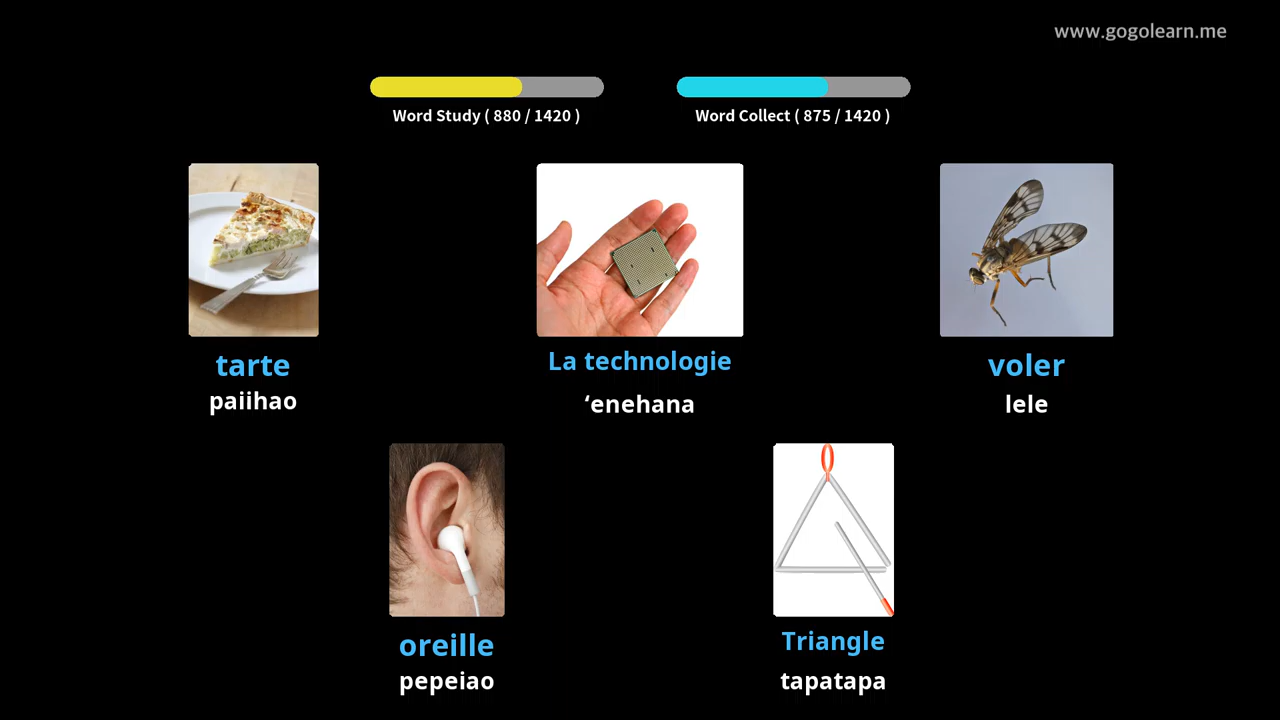 www.gogolearn.me
Word Study ( 880 / 1420 )
Word Collect ( 875 / 1420 )
tarte
paiihao
La technologie
ʻenehana
voler
lele
oreille
pepeiao
Triangle
tapatapa